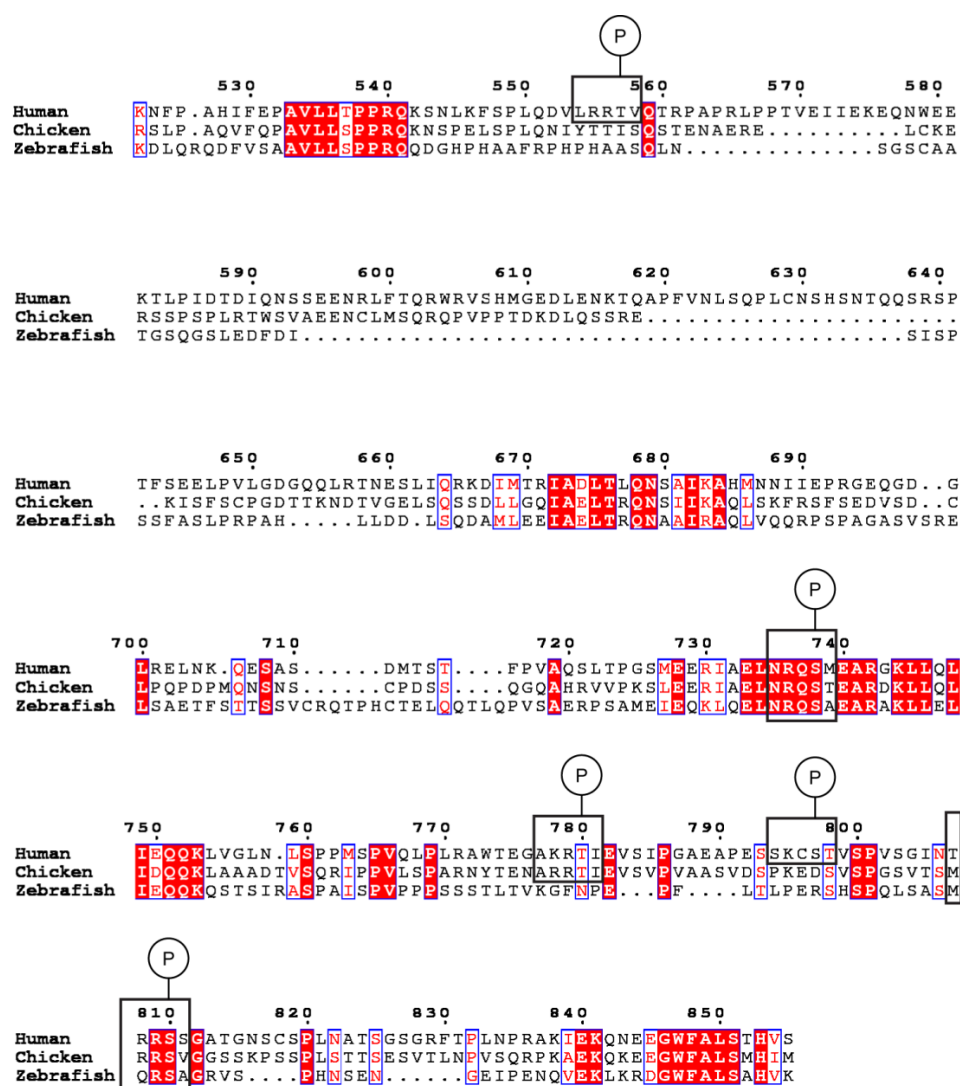 P
530 540 550 560 570 580
Human KNFP.AHIFEPAVLLTPPRQKSNLKFSPLQDVLRRTVQTRPAPRLPPTVEIIEKEQNWEE
Chicken RSLP.AQVFQPAVLLSPPRQKNSPELSPLQNIYTTISQSTENAERE..........LCKE
Zebrafish KDLQRQDFVSAAVLLSPPRQQDGHPHAAFRPHPHAASQLN..............SGSCAA
590 600 610 620 630 640
Human KTLPIDTDIQNSSEENRLFTQRWRVSHMGEDLENKTQAPFVNLSQPLCNSHSNTQQSRSP
Chicken RSSPSPLRTWSVAEENCLMSQRQPVPPTDKDLQSSRE.......................
Zebrafish TGSQGSLEDFDI............................................SISP
650 660 670 680 690
Human TFSEELPVLGDGQQLRTNESLIQRKDIMTRIADLTLQNSAIKAHMNNIIEPRGEQGD..G
Chicken ..KISFSCPGDTTKNDTVGELSQSSDLLGQIAELTRQNSIIKAQLSKFRSFSEDVSD..C
Zebrafish SSFASLPRPAH.....LLDD.LSQDAMLEEIAELTRQNAAIRAQLVQQRPSPAGASVSRE
P
700 710 720 730 740
Human LRELNK.QESAS......DMTST....FPVAQSLTPGSMEERIAELNRQSMEARGKLLQL
Chicken LPQPDPMQNSNS......CPDSS....QGQAHRVVPKSLEERIAELNRQSTEARDKLLQL
Zebrafish LSAETFSTTSSVCRQTPHCTELQQTLQPVSAERPSAMEIEQKLQELNRQSAEARAKLLEL
P P
750 760 770 780 790 800
Human IEQQKLVGLN.LSPPMSPVQLPLRAWTEGAKRTIEVSIPGAEAPESSKCSTVSPVSGINT
Chicken IDQQKLAAADTVSQRIPPVLSPARNYTENARRTIEVSVPVAASVDSPKEDSVSPGSVTSM
Zebrafish IEQQKQSTSIRASPAISPVPPPSSSTLTVKGFNPE...PF....LTLPERSHSPQLSASM
P
810 820 830 840 850
Human RRSSGATGNSCSPLNATSGSGRFTPLNPRAKIEKQNEEGWFALSTHVS
Chicken RRSVGGSSKPSSPLSTTSESVTLNPVSQRPKAEKQKEEGWFALSMHIM
Zebrafish QRSAGRVS....PHNSEN......GEIPENQVEKLKRDGWFALSAHVK